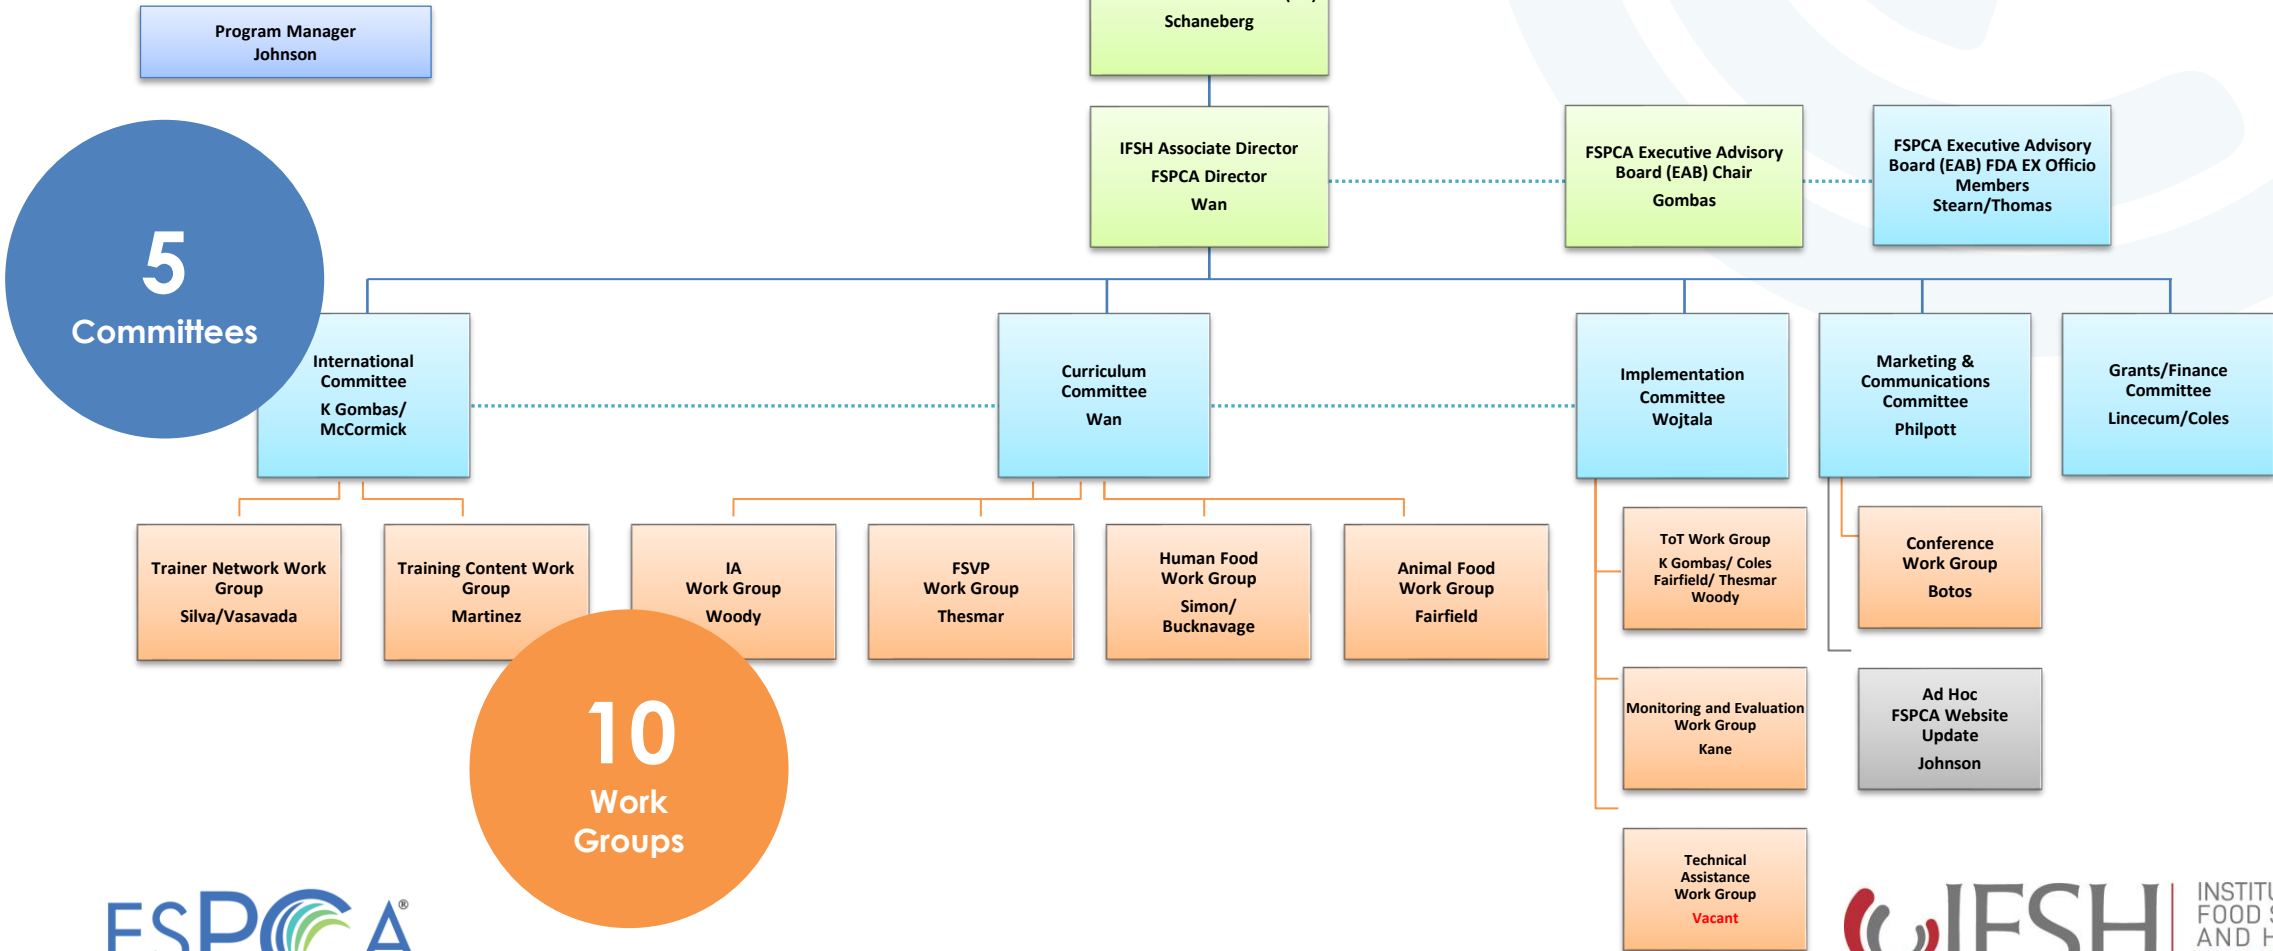 Schaneberg
Program Manager
Johnson
IFSH Associate Director
FSPCA Director
Wan
FSPCA Executive Advisory
Board (EAB) Chair
Gombas
FSPCA Executive Advisory
Board (EAB) FDA EX Officio
Members
Stearn/Thomas
5
Committees
International
Committee
K Gombas/
McCormick
Curriculum
Committee
Wan
Implementation
Committee
Wojtala
Marketing &
Communications
Committee
Philpott
Grants/Finance
Committee
Lincecum/Coles
Trainer Network Work
Group
Silva/Vasavada
Training Content Work
Group
Martinez
IA
Work Group
Woody
FSVP
Work Group
Thesmar
Human Food
Work Group
Simon/
Bucknavage
Animal Food
Work Group
Fairfield
ToT Work Group
K Gombas/ Coles
Fairfield/ Thesmar
Woody
Conference
Work Group
Botos
Monitoring and Evaluation
Work Group
Kane
Ad Hoc
FSPCA Website
Update
Johnson
10
Work
Groups
Technical
Assistance
Work Group
Vacant
FSPCA®
IFSH
FOOD
AND